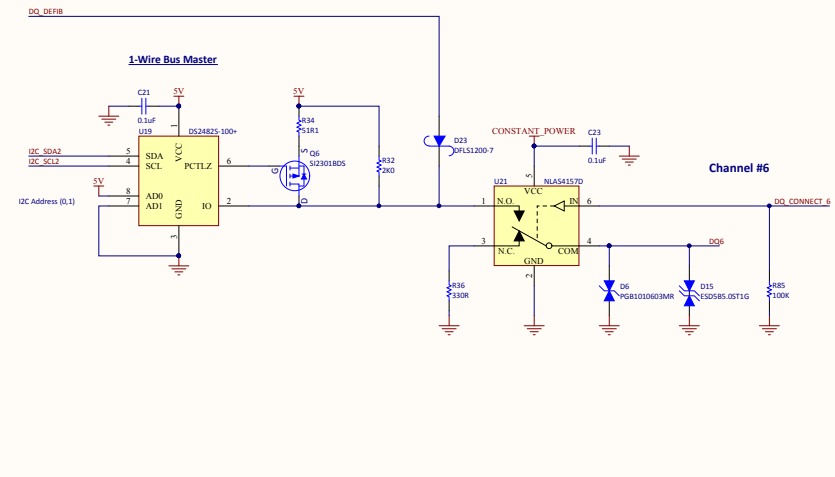 DQ_DEFIB
1-Wire Bus Master
5V
C21
0.1uF
U19
DS2482S-100+
1
VCC
I2C_SDA2
5
SDA
I2C_SCL2
4
SCL
PCTLZ
6
5V
8
AD0
I2C Address (0,1)
7
AD1
IO
2
GND
3
5V
R34
51R1
S
Q6
SI2301BDS
G
D
R32
2K0
D23
DFLS1200-7
CONSTANT_POWER
C23
0.1uF
5
U21
NLAS4157D
VCC
1
N.O.
IN
6
3
N.C.
COM
4
GND
2
R36
330R
Channel #6
DQ_CONNECT_6
DQ6
D6
PGB1010603MR
D15
ESD5B5.0ST1G
R85
100K